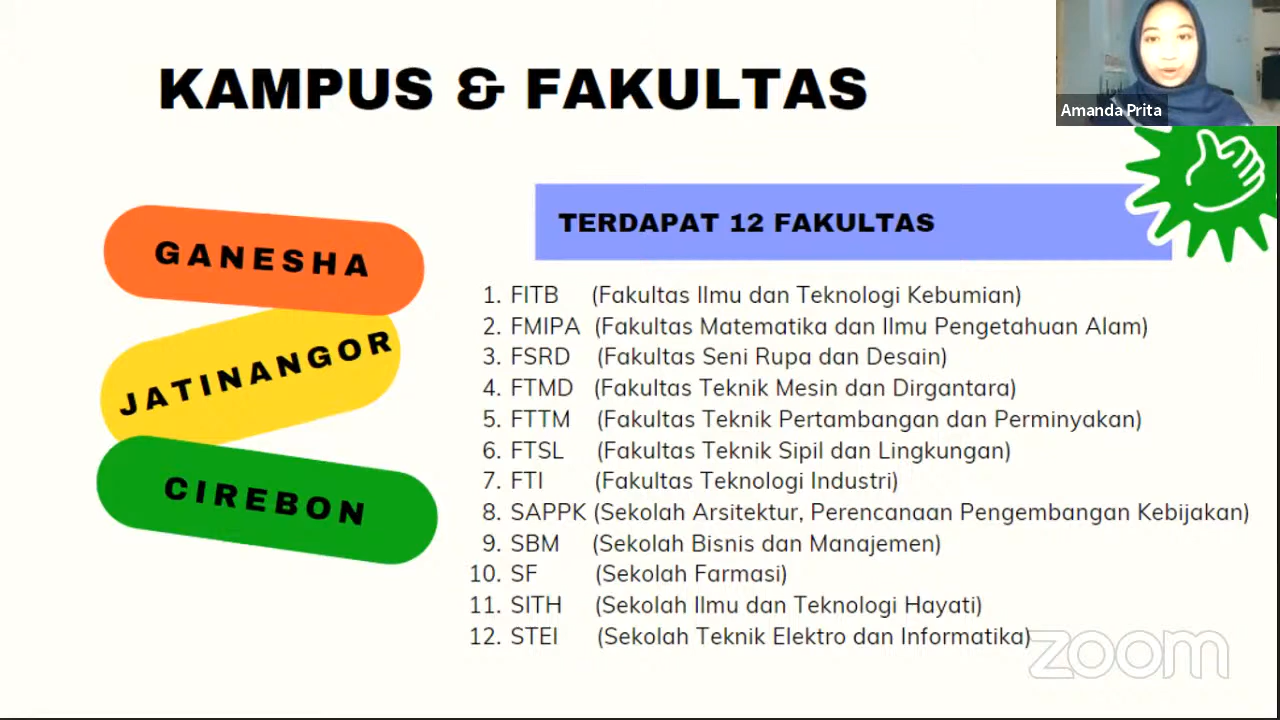 KAMPUS & FAKULTAS
Amanda Prita
GANESHA
JATINANGOR
CIREBON
TERDAPAT 12 FAKULTAS
1. FITB (Fakultas Ilmu dan Teknologi Kebumian)
2. FMIPA (Fakultas Matematika dan Ilmu Pengetahuan Alam)
3. FSRD (Fakultas Seni Rupa dan Desain)
4. FTMD (Fakultas Teknik Mesin dan Dirgantara)
5. FTTM (Fakultas Teknik Pertambangan dan Perminyakan)
6. FTSL (Fakultas Teknik Sipil dan Lingkungan)
7. FTI (Fakultas Teknologi Industri)
8. SAPPK (Sekolah Arsitektur, Perencanaan Pengembangan Kebijakan)
9. SBM (Sekolah Bisnis dan Manajemen)
10. SF (Sekolah Farmasi)
11. SITH (Sekolah Ilmu dan Teknologi Hayati)
12. STEI (Sekolah Teknik Elektro dan Informatika)
zoom